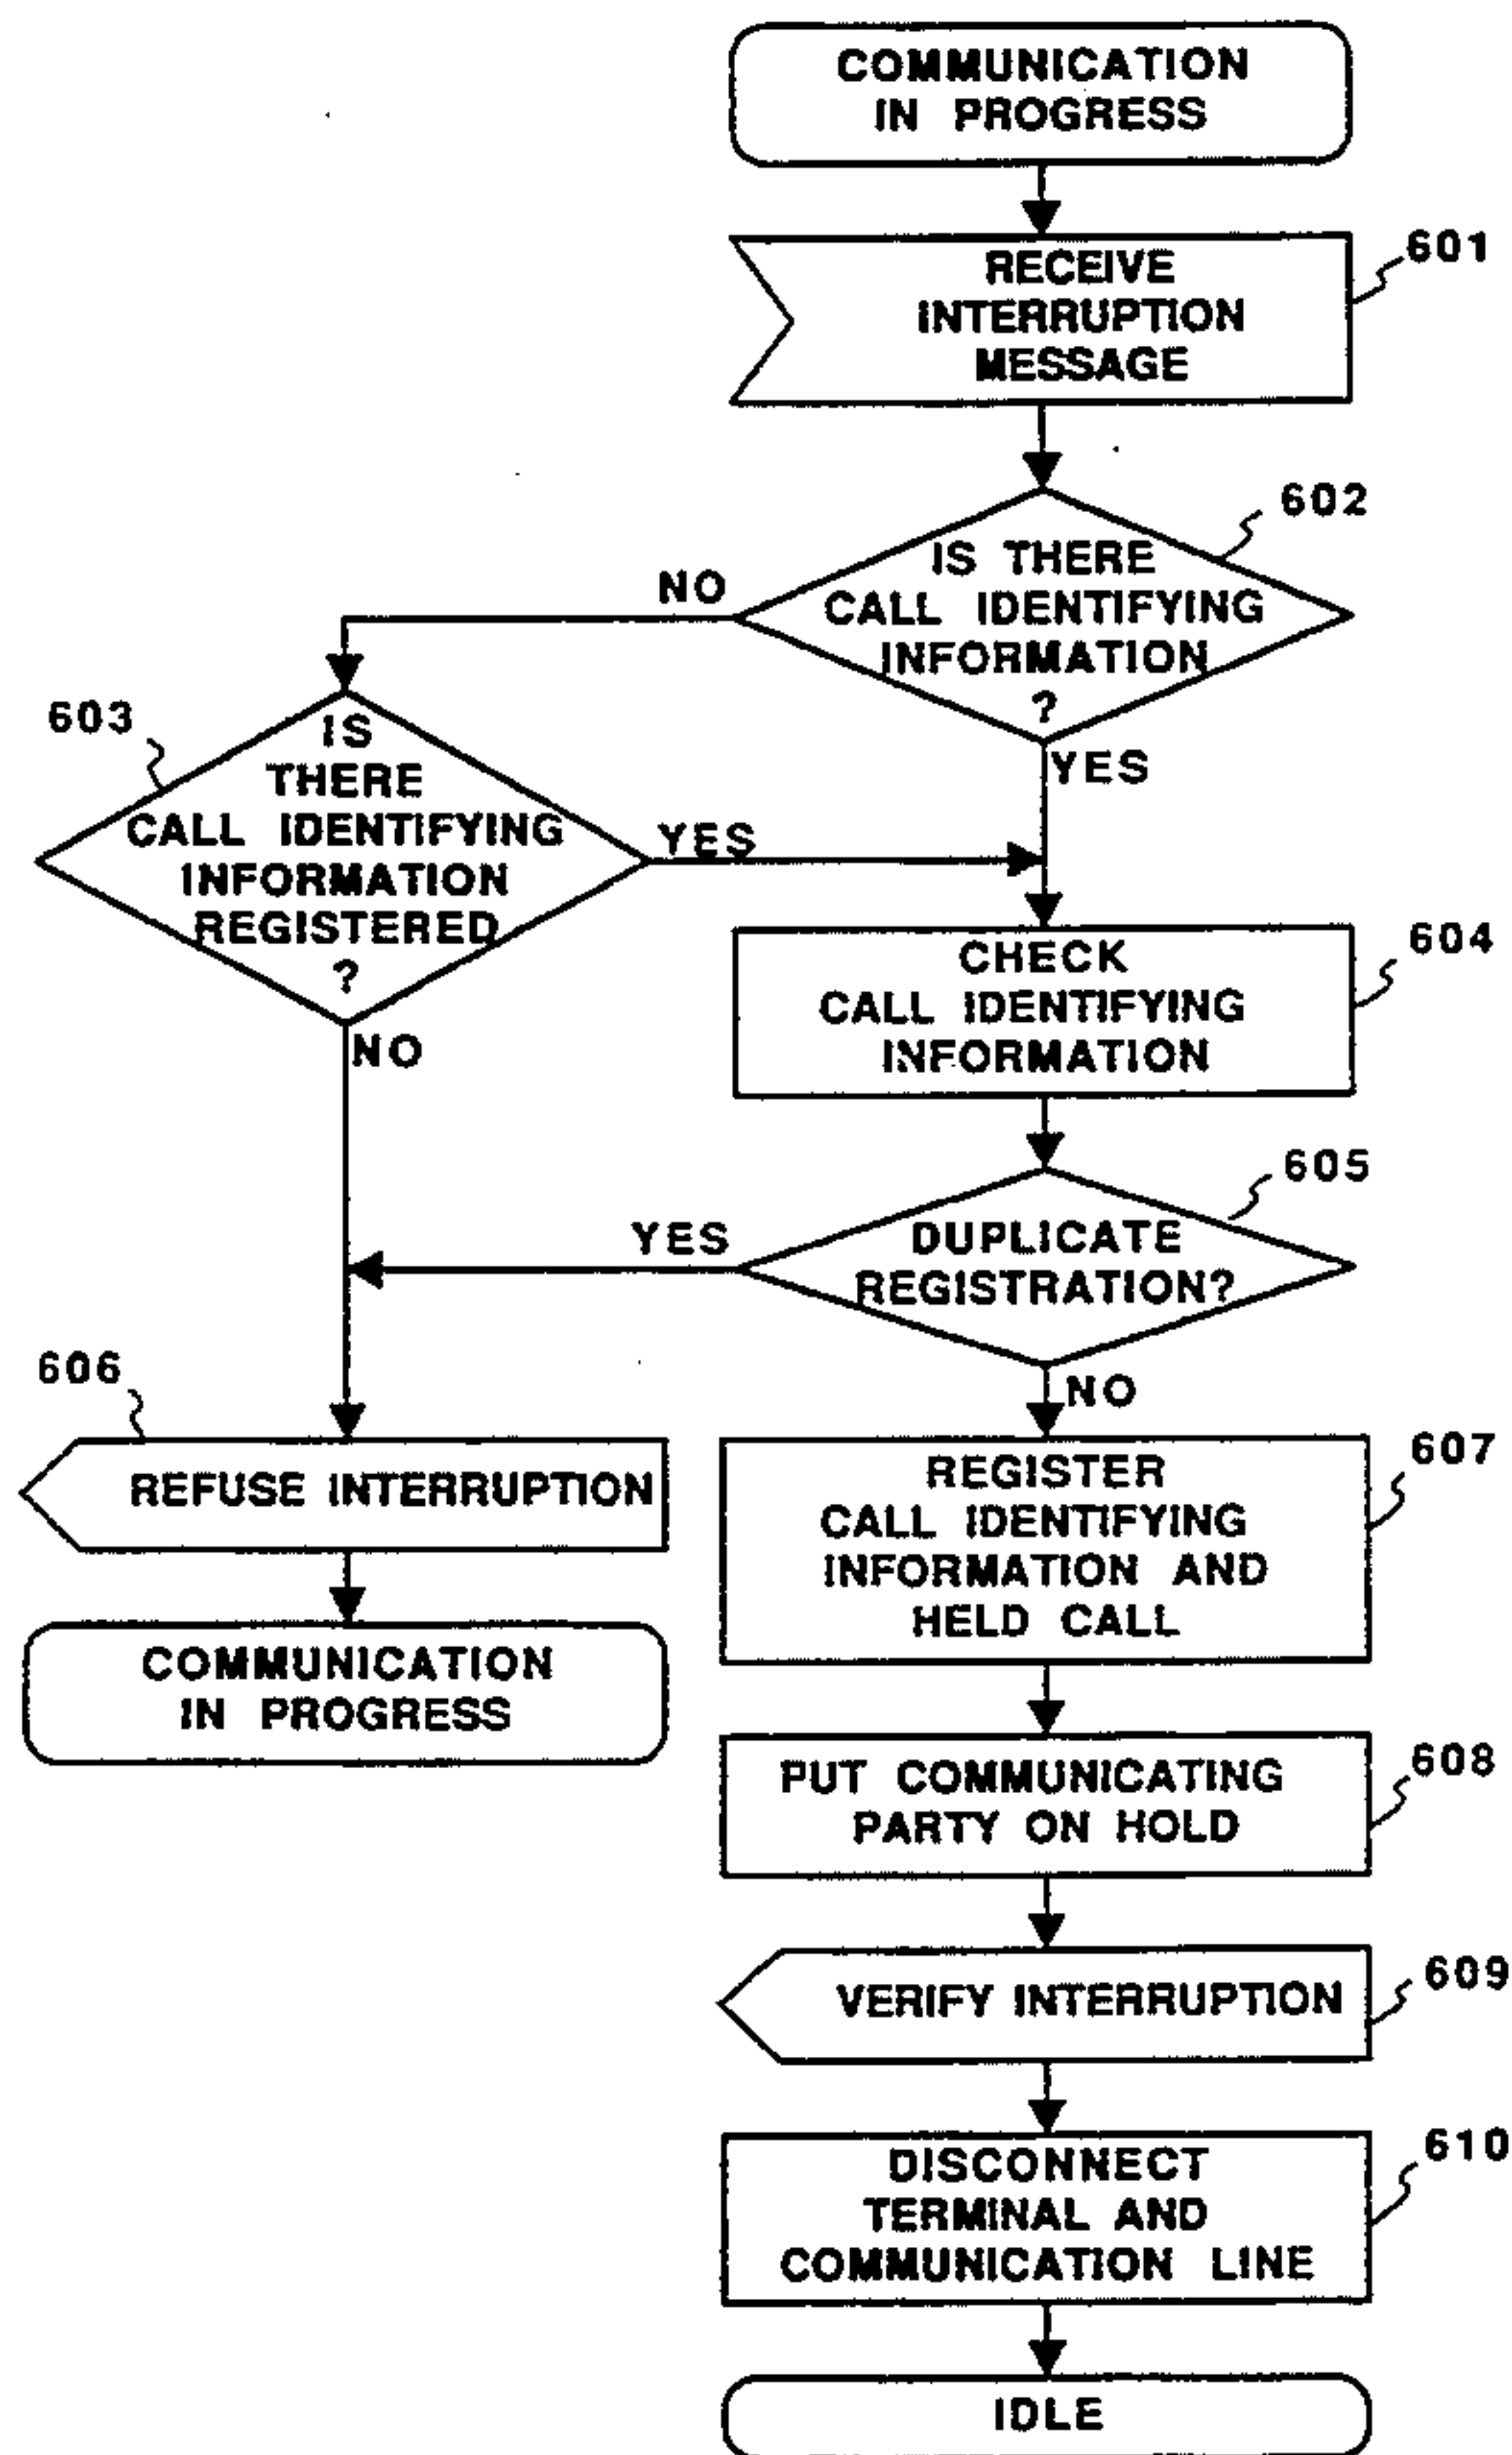 COMMUNICATION
IN PROGRESS
RECEIVE
INTERRUPTION
MESSAGE
601
602
IS THERE
CALL IDENTIFYING
INFORMATION
?
NO
YES
603
IS
THERE
CALL IDENTIFYING
INFORMATION
REGISTERED
?
YES
NO
CHECK
CALL IDENTIFYING
INFORMATION
604
605
DUPLICATE
REGISTRATION?
YES
NO
606
REFUSE INTERRUPTION
COMMUNICATION
IN PROGRESS
REGISTER
CALL IDENTIFYING
INFORMATION AND
HELD CALL
607
PUT COMMUNICATING
PARTY ON HOLD
608
VERIFY INTERRUPTION
609
DISCONNECT
TERMINAL AND
COMMUNICATION LINE
610
IDLE